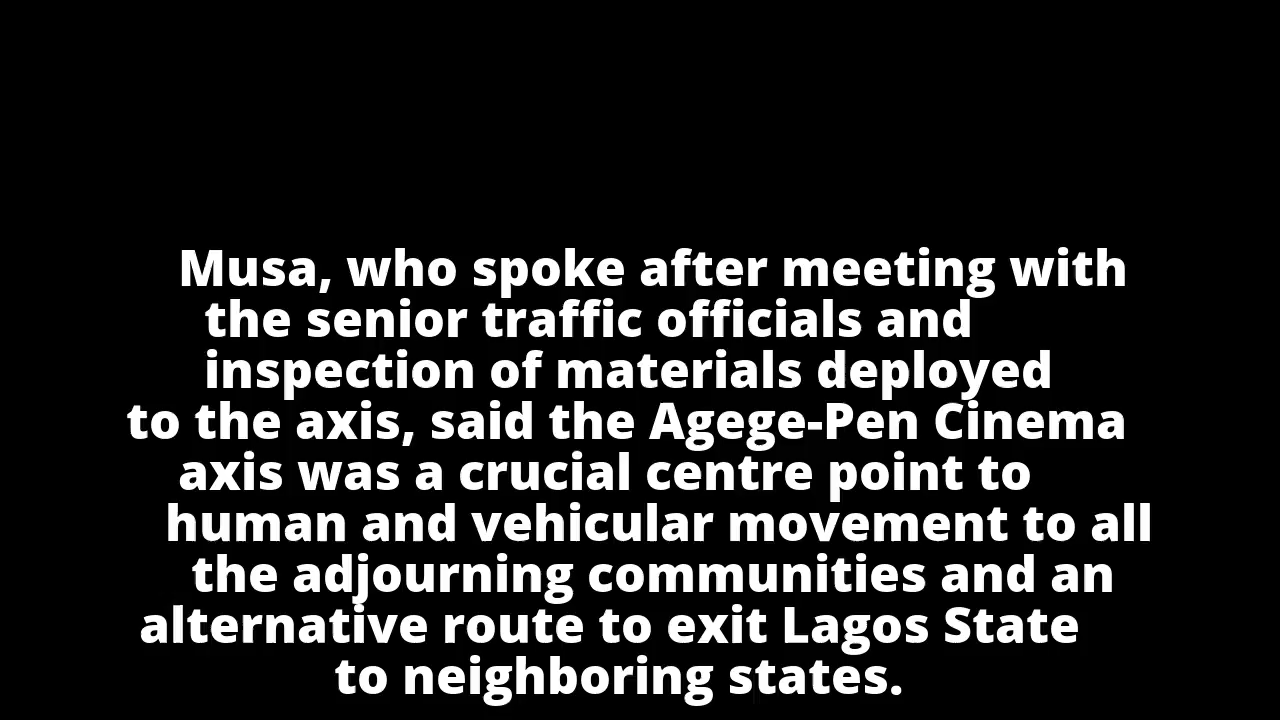 Musa, who spoke after meeting with
the senior traffic officials and
inspection of materials deployed
to the axis, said the Agege-Pen Cinema
axis was a crucial centre point to
human and vehicular movement to all
the adjourning communities and an
alternative route to exit Lagos State
to neighboring states.